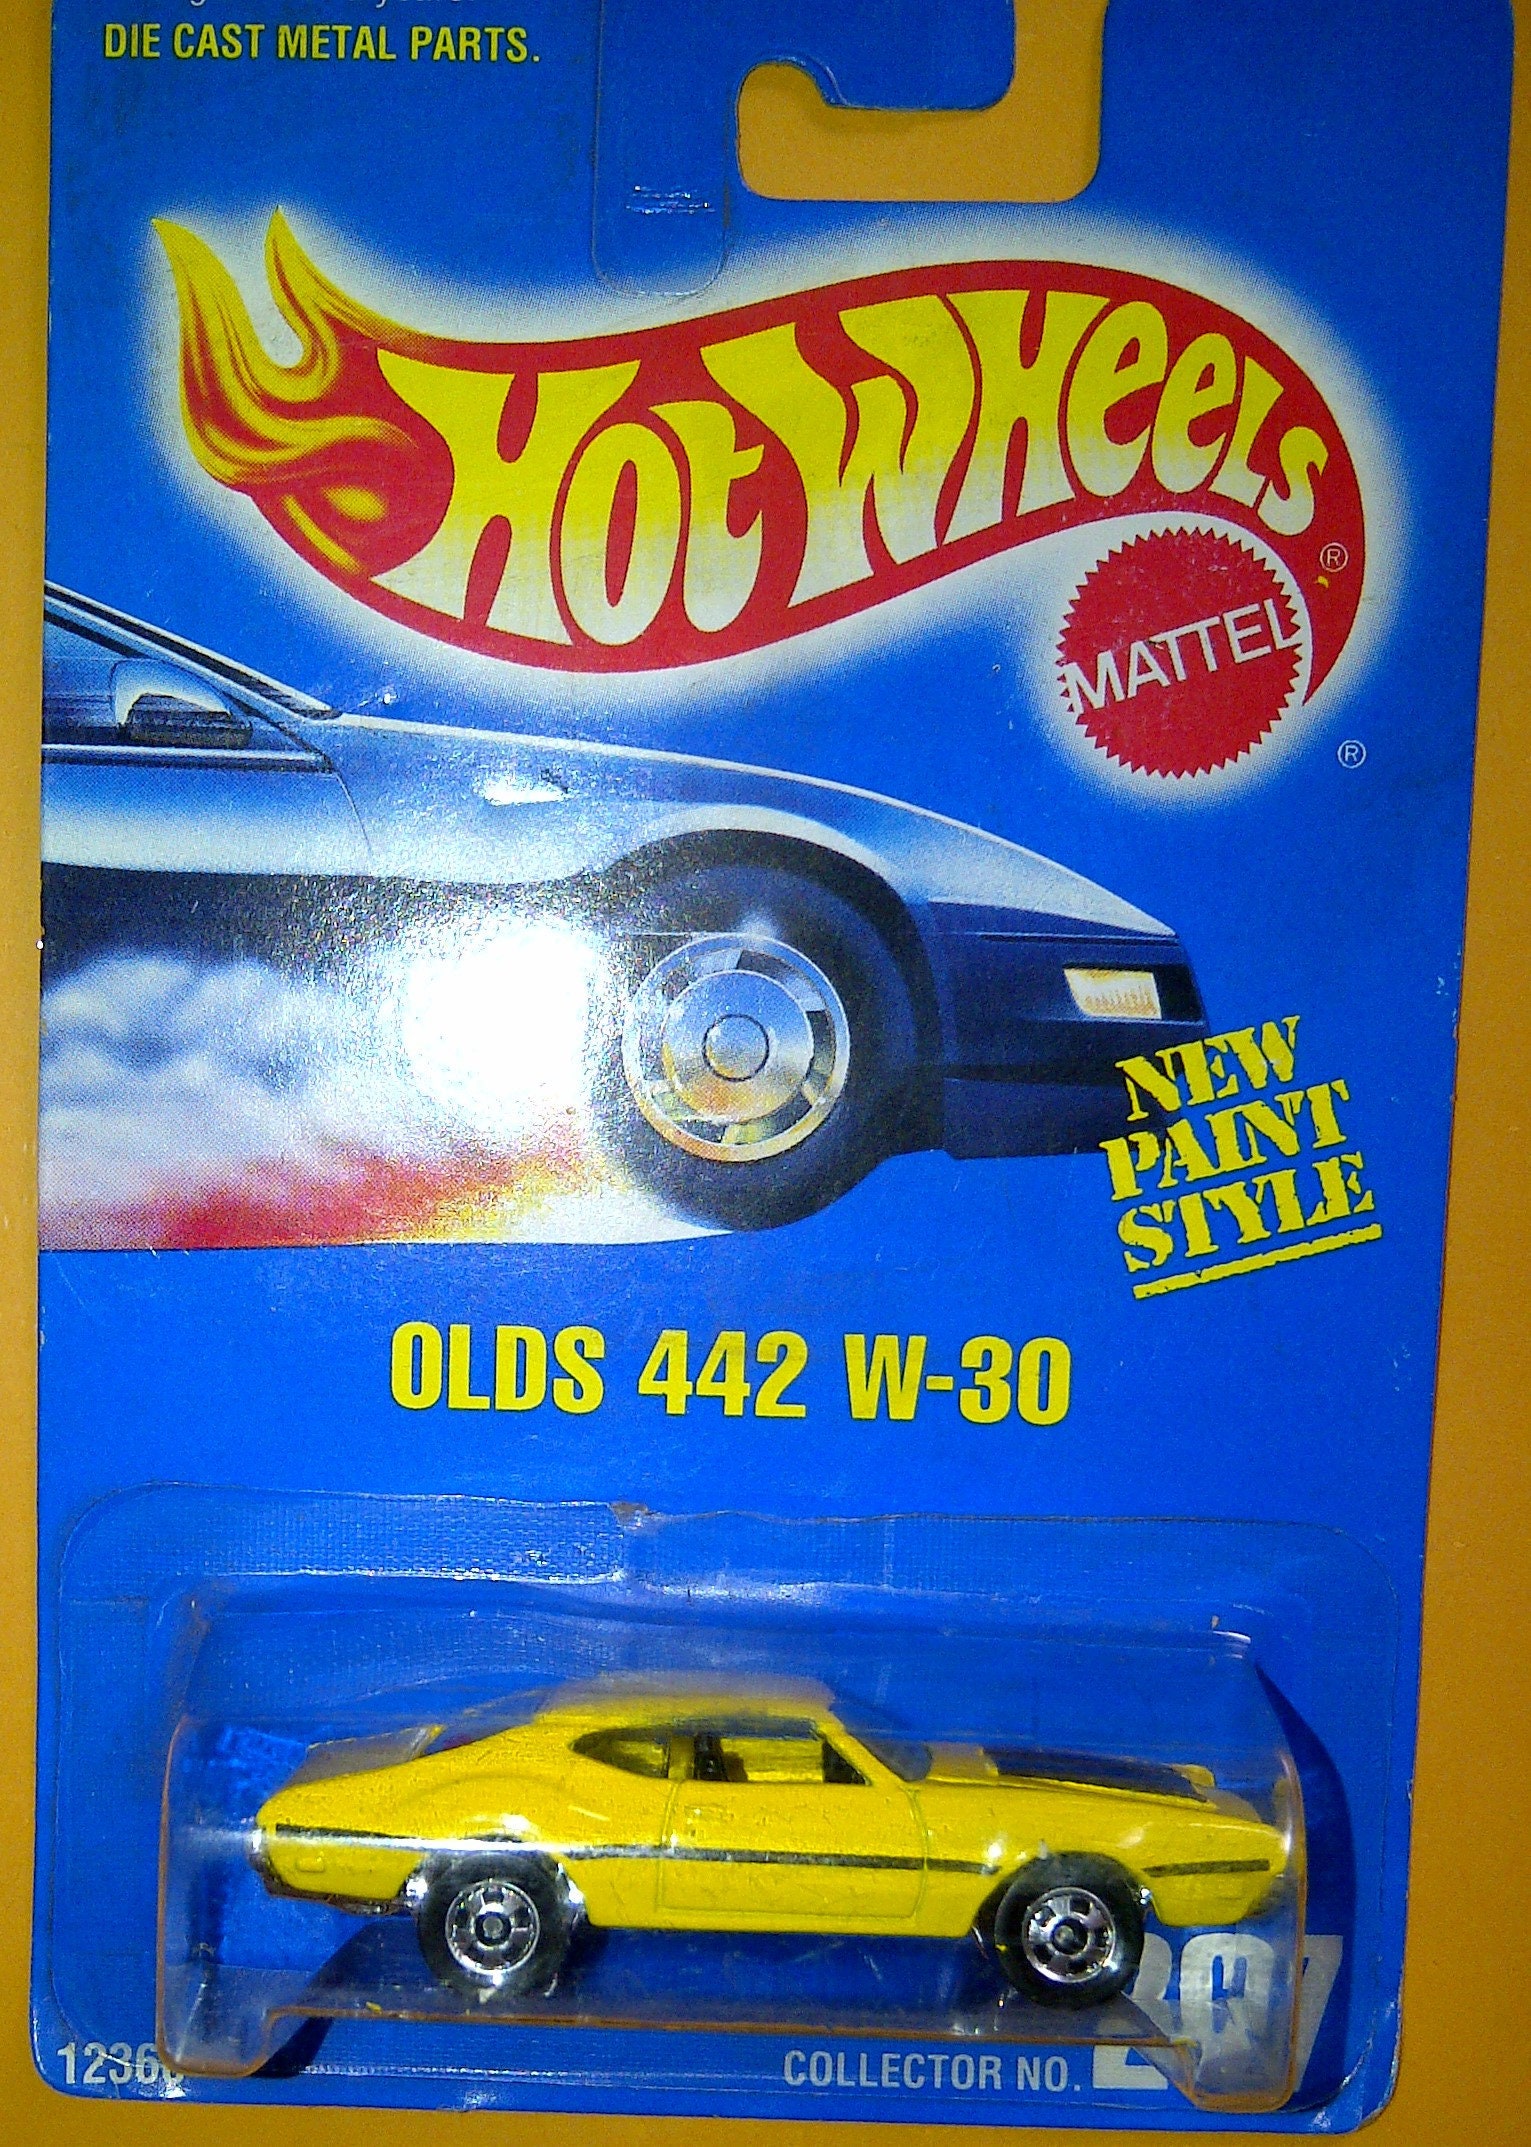 DIE CAST METAL PARTS.
HOT WHEELS ®
MATTEL
®
NEW
PAINT
STYLE
OLDS 442 W-30
COLLECTOR NO.